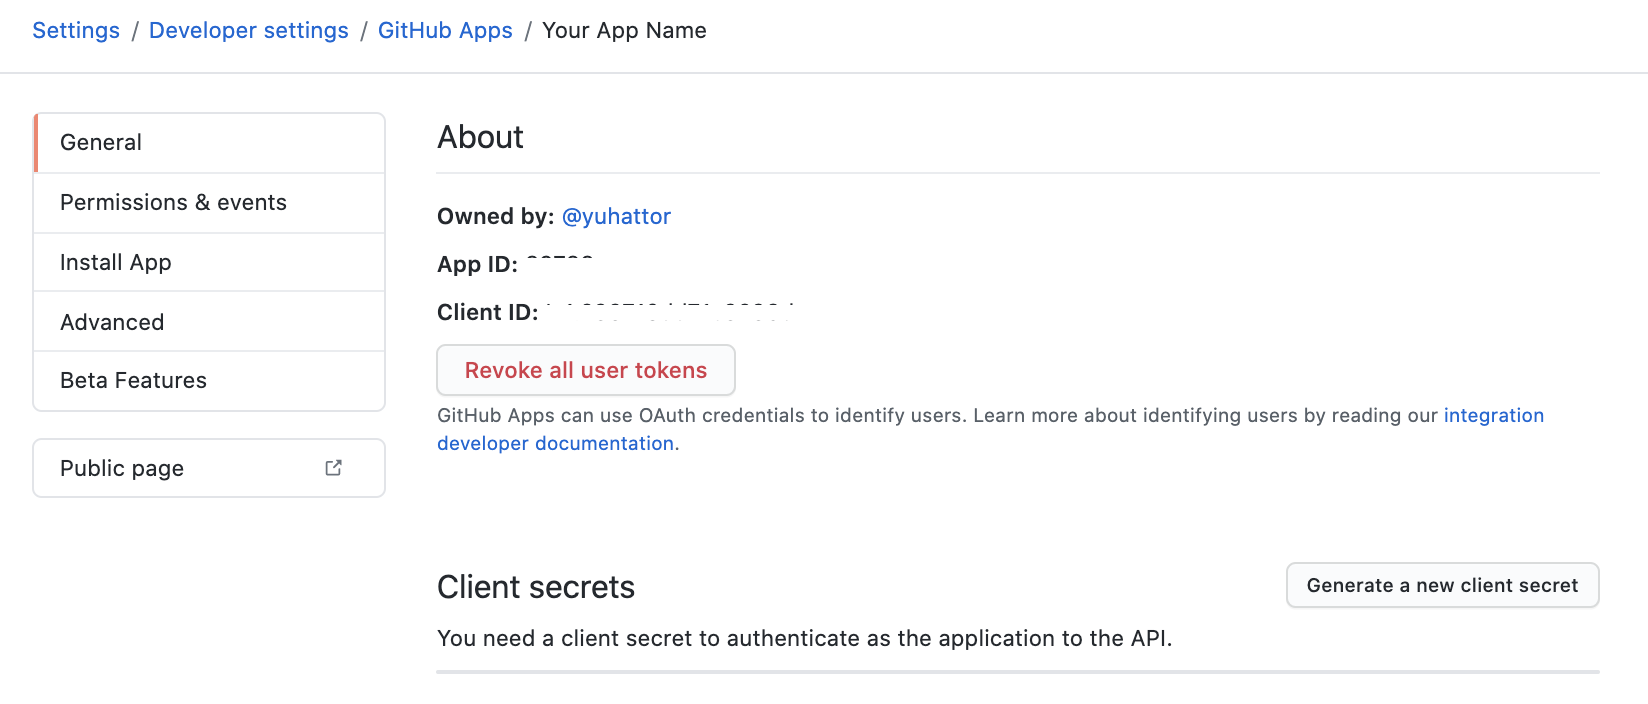 Settings / Developer settings / GitHub Apps / Your App Name
General
Permissions & events
Install App
Advanced
Beta Features
Public page
About
Owned by: @yuhattor
App ID:
Client ID:
Revoke all user tokens
GitHub Apps can use OAuth credentials to identify users. Learn more about identifying users by reading our integration
developer documentation.
Client secrets
Generate a new client secret
You need a client secret to authenticate as the application to the API.